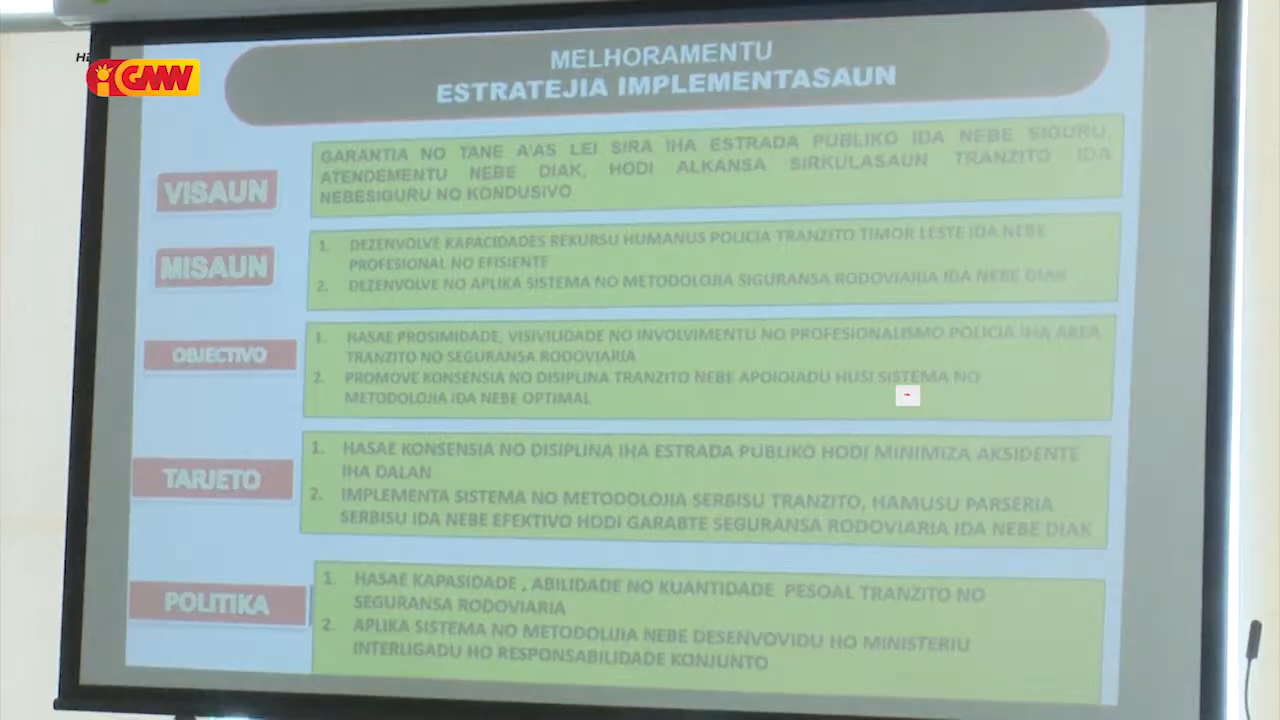 GMN
MELHORAMENTU
ESTRATEJIA IMPLEMENTASAUN
VISAUN
GARANTIA NO TANE A'AS LEI SIRA IHA ESTRADA PUBLIKO IDA NEBE SIGURU,
ATENDEMENTU NEBE DIAK, HODI ALKANSA SIRKULASAUN TRANZITO IDA
NEBESIGURU NO KONDUSIVO
MISAUN
1. DEZENVOLVE KAPACIDADES REKURSU HUMANUS POLICIA TRANZITO TIMOR LESTE IDA NEBE
PROFESIONAL NO EFISIENTE
2. DEZENVOLVE NO APLIKA SISTEMA NO METODOLOJIA SIGURANSA RODOVIARIA IDA NEBE DIAK
OBJECTIVO
1. HASAE PROSIMIDADE, VISIVILIDADE NO INVOLVIMENTU NO PROFESIONALISMO POLICIA IHA AREA
TRANZITO NO SEGURANSA RODOVIARIA
2. PROMOVE KONSENSIA NO DISIPLINA TRANZITO NEBE APOIOIADU HUSI SISTEMA NO
METODOLOJIA IDA NEBE OPTIMAL
TARJETO
1. HASAE KONSENSIA NO DISIPLINA IHA ESTRADA PUBLIKO HODI MINIMIZA AKSIDENTE
IHA DALAN
2. IMPLEMENTA SISTEMA NO METODOLOJIA SERBISU TRANZITO, HAMUSU PARSERIA
SERBISU IDA NEBE EFEKTIVO HODI GARABTE SEGURANSA RODOVIARIA IDA NEBE DIAK
POLITIKA
1. HASAE KAPASIDADE , ABILIDADE NO KUANTIDADE PESOAL TRANZITO NO
SEGURANSA RODOVIARIA
2. APLIKA SISTEMA NO METODOLOJIA NEBE DESENVOVIDU HO MINISTERIU
INTERLIGADU HO RESPONSABILIDADE KONJUNTO